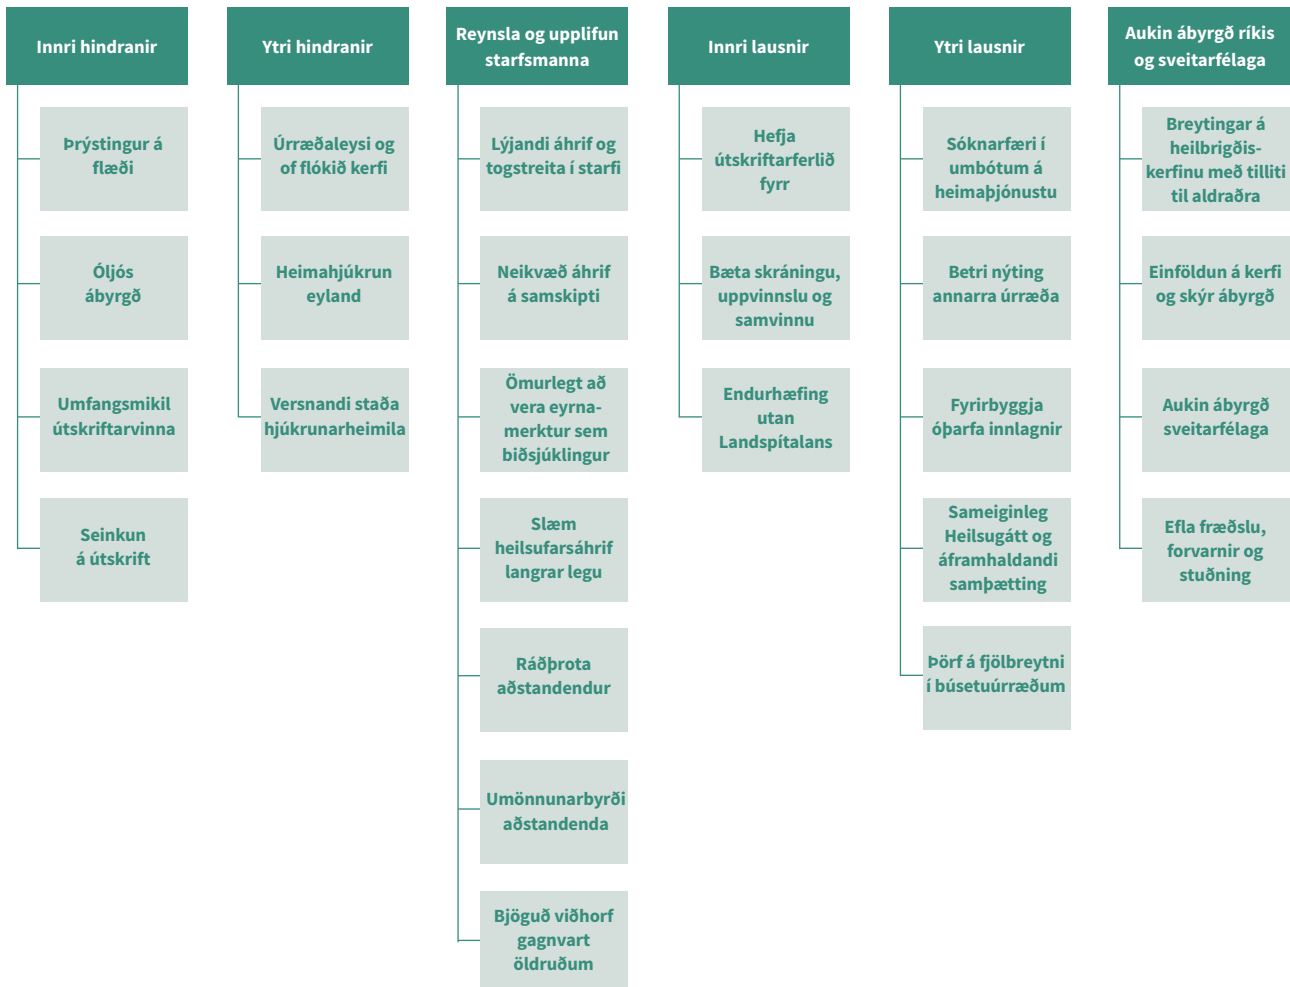 Innri hindranir
Þrýstingur á
flæði
Óljós
ábyrgð
Umfangsmikil
útskriftarvinna
Seinkun
á útskrift
Ytri hindranir
Úrræðaleysi og
of flókið kerfi
Heimahjúkrun
eyland
Versnandi staða
hjúkrunarheimila
Reynsla og upplifun
starfsmanna
Lýjandi áhrif og
togstreita í starfi
Neikvæð áhrif
á samskipti
Ömurlegt að
vera eyrna-
merktur sem
biðsjúklingur
Slæm
heilsufarsáhrif
langrar legu
Ráðþrota
aðstandendur
Umönnunarbyrði
aðstandenda
Bjöguð viðhorf
gagnvart
öldruðum
Innri lausnir
Hefja
útskriftarferlið
fyrr
Bæta skráningu,
uppvinnslu og
samvinnu
Endurhæfing
utan
Landspítalans
Ytri lausnir
Sóknarfæri í
umbótum á
heimaþjónustu
Betri nýting
annarra úrræða
Fyrirbyggja
óþarfa innlagnir
Sameiginleg
Heilsugátt og
áframhaldandi
samþætting
Þörf á fjölbreytni
í búsetuúrræðum
Aukin ábyrgð ríkis
og sveitarfélaga
Breytingar á
heilbrigðis-
kerfinu með tilliti
til aldraðra
Einföldun á kerfi
og skýr ábyrgð
Aukin ábyrgð
sveitarfélaga
Efla fræðslu,
forvarnir og
stuðning